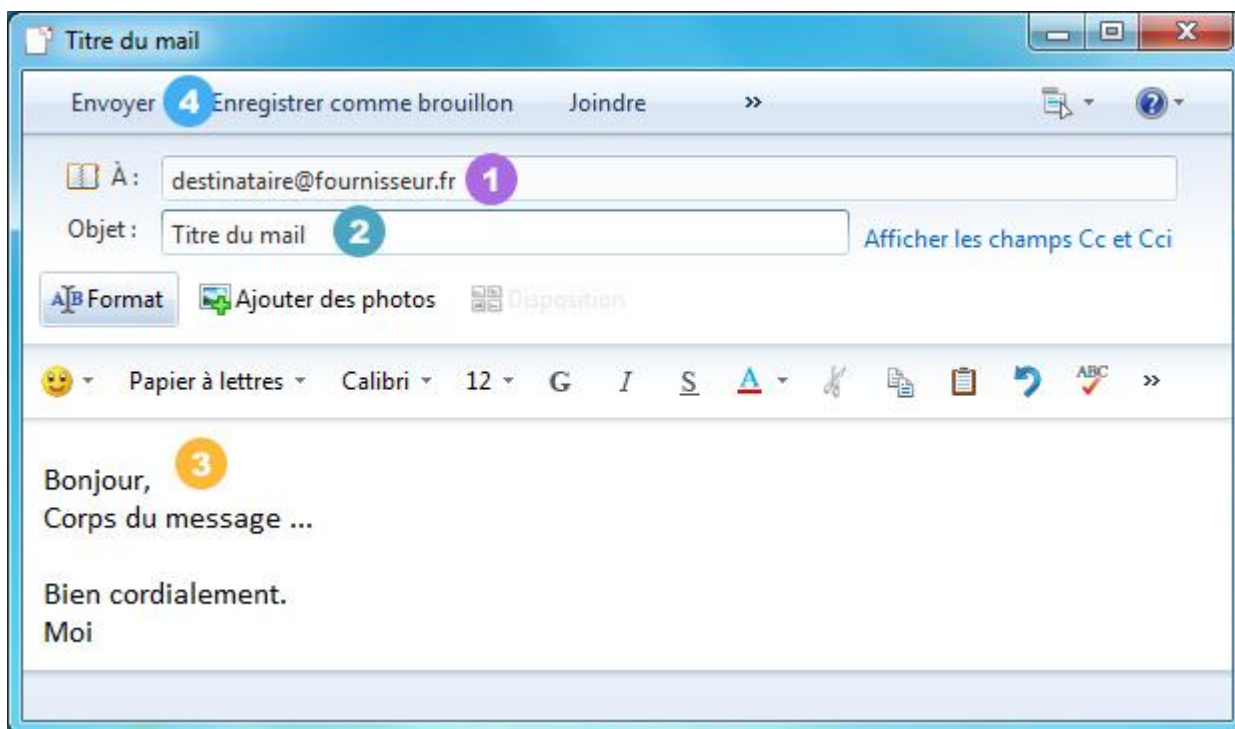 Titre du mail
Envoyer 4 Enregistrer comme brouillon Joindre »
À : destinataire@fournisseur.fr 1
Objet : Titre du mail 2 Afficher les champs Cc et Cci
AB Format Ajouter des photos Disposition
Papier à lettres Calibri 12 G I S A ABC »
Bonjour, 3
Corps du message ...
Bien cordialement.
Moi